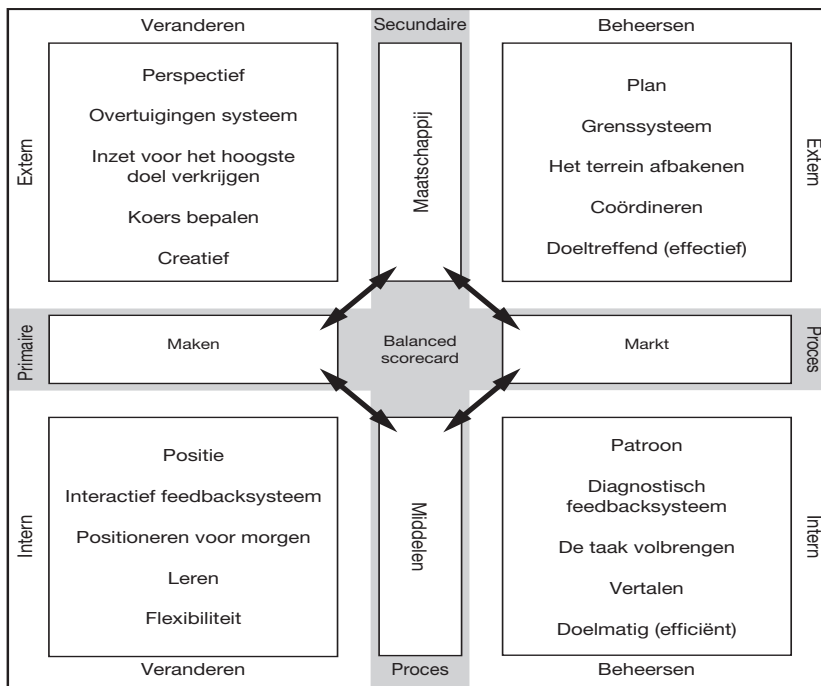 Veranderen
Secundaire
Beheersen
Extern
Perspectief
Overtuigingen systeem
Inzet voor het hoogste
doel verkrijgen
Koers bepalen
Creatief
Maatschappij
Plan
Grenssysteem
Het terrein afbakenen
Coördineren
Doeltreffend (effectief)
Extern
Primaire
Maken
Balanced
scorecard
Markt
Proces
Intern
Positie
Interactief feedbacksysteem
Positioneren voor morgen
Leren
Flexibiliteit
Middelen
Patroon
Diagnostisch
feedbacksysteem
De taak volbrengen
Vertalen
Doelmatig (efficiënt)
Intern
Veranderen
Proces
Beheersen